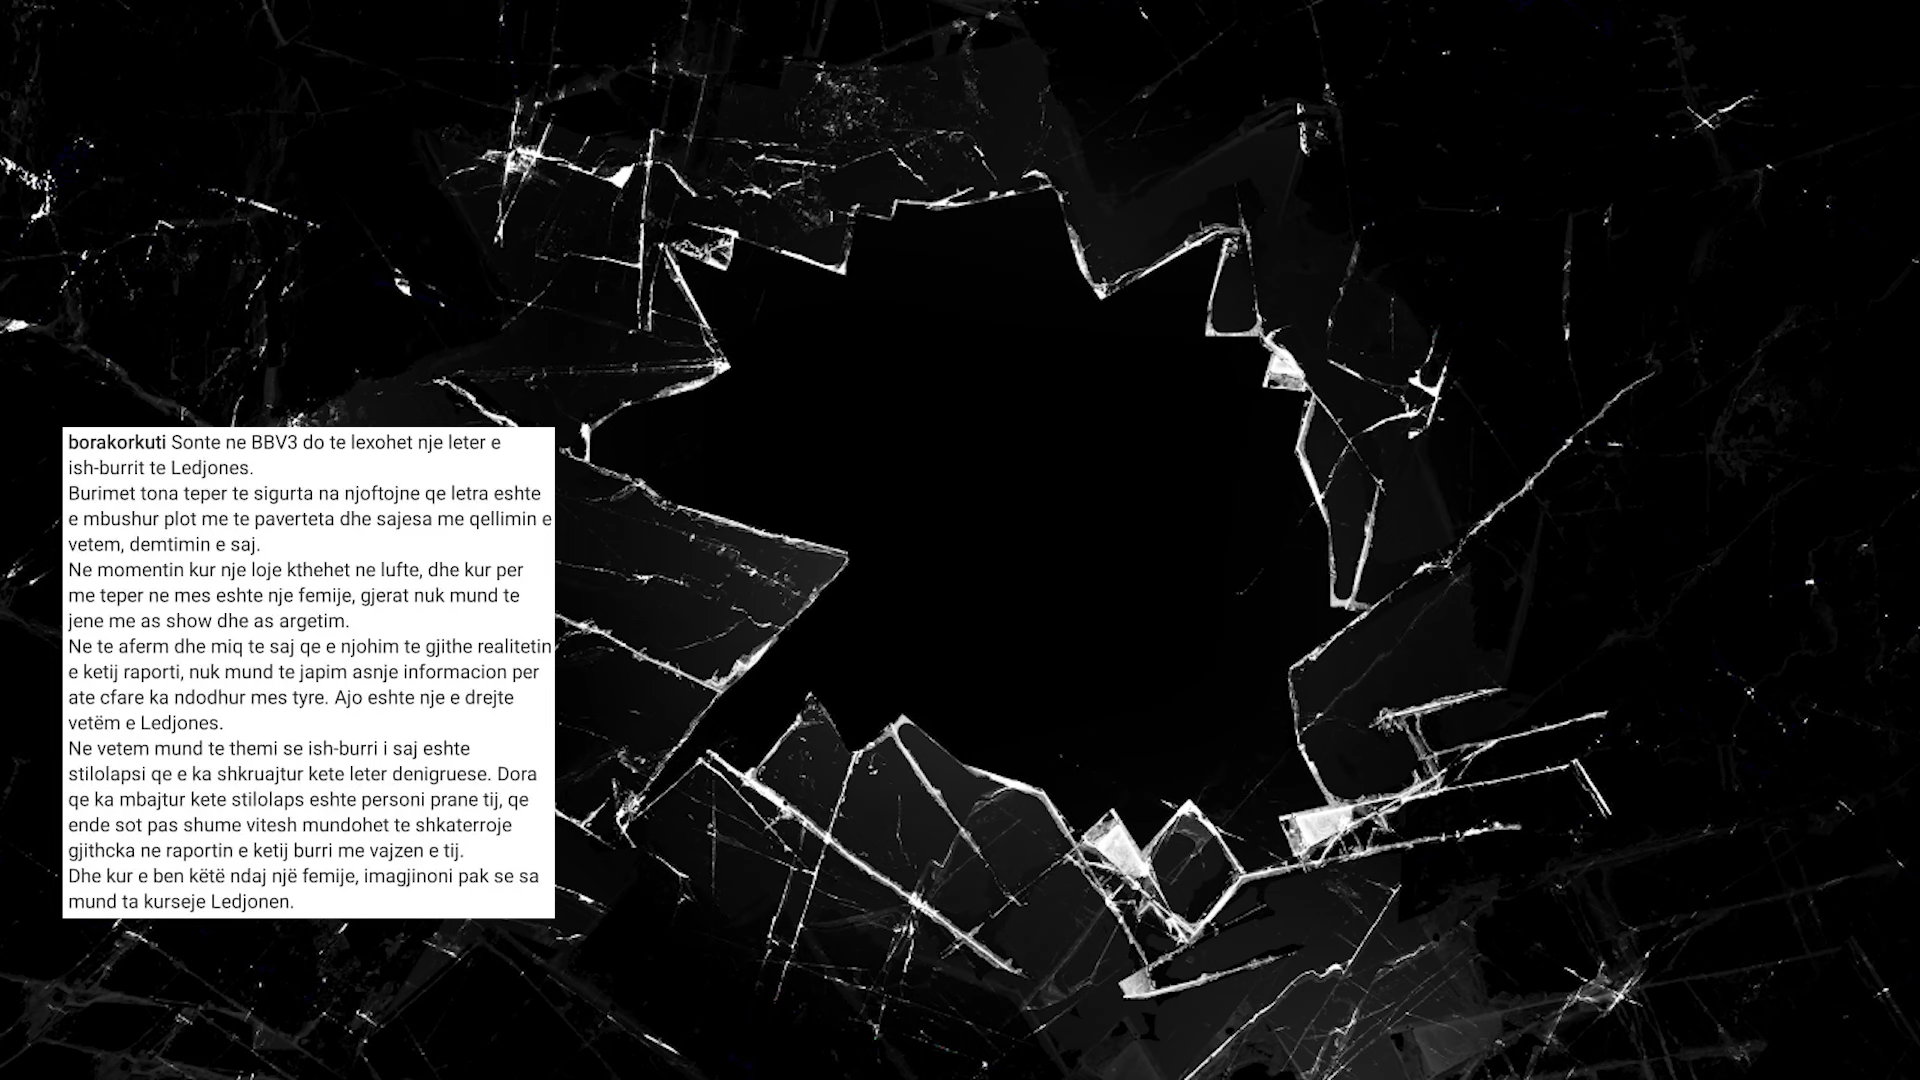 borakorkuti Sonte ne BBV3 do te lexohet nje leter e
ish-burrit te Ledjones.
Burimet tona teper te sigurta na njoftojne qe letra eshte
e mbushur plot me te paverteta dhe sajesa me qellimin e
vetem, demtimin e saj.
Ne momentin kur nje loje kthehet ne lufte, dhe kur per
me teper ne mes eshte nje femije, gjerat nuk mund te
jene me as show dhe as argetim.
Ne te aferm dhe miq te saj qe e njohim te gjithe realitetin
e ketij raporti, nuk mund te japim asnje informacion per
ate cfare ka ndodhur mes tyre. Ajo eshte nje e drejte
vetëm e Ledjones.
Ne vetem mund te themi se ish-burri i saj eshte
stilolapsi qe e ka shkruajtur kete leter denigruese. Dora
qe ka mbajtur kete stilolaps eshte personi prane tij, qe
ende sot pas shume vitesh mundohet te shkaterroje
gjithcka ne raportin e ketij burri me vajzen e tij.
Dhe kur e ben këtë ndaj një femije, imagjinoni pak se sa
mund ta kurseje Ledjonen.